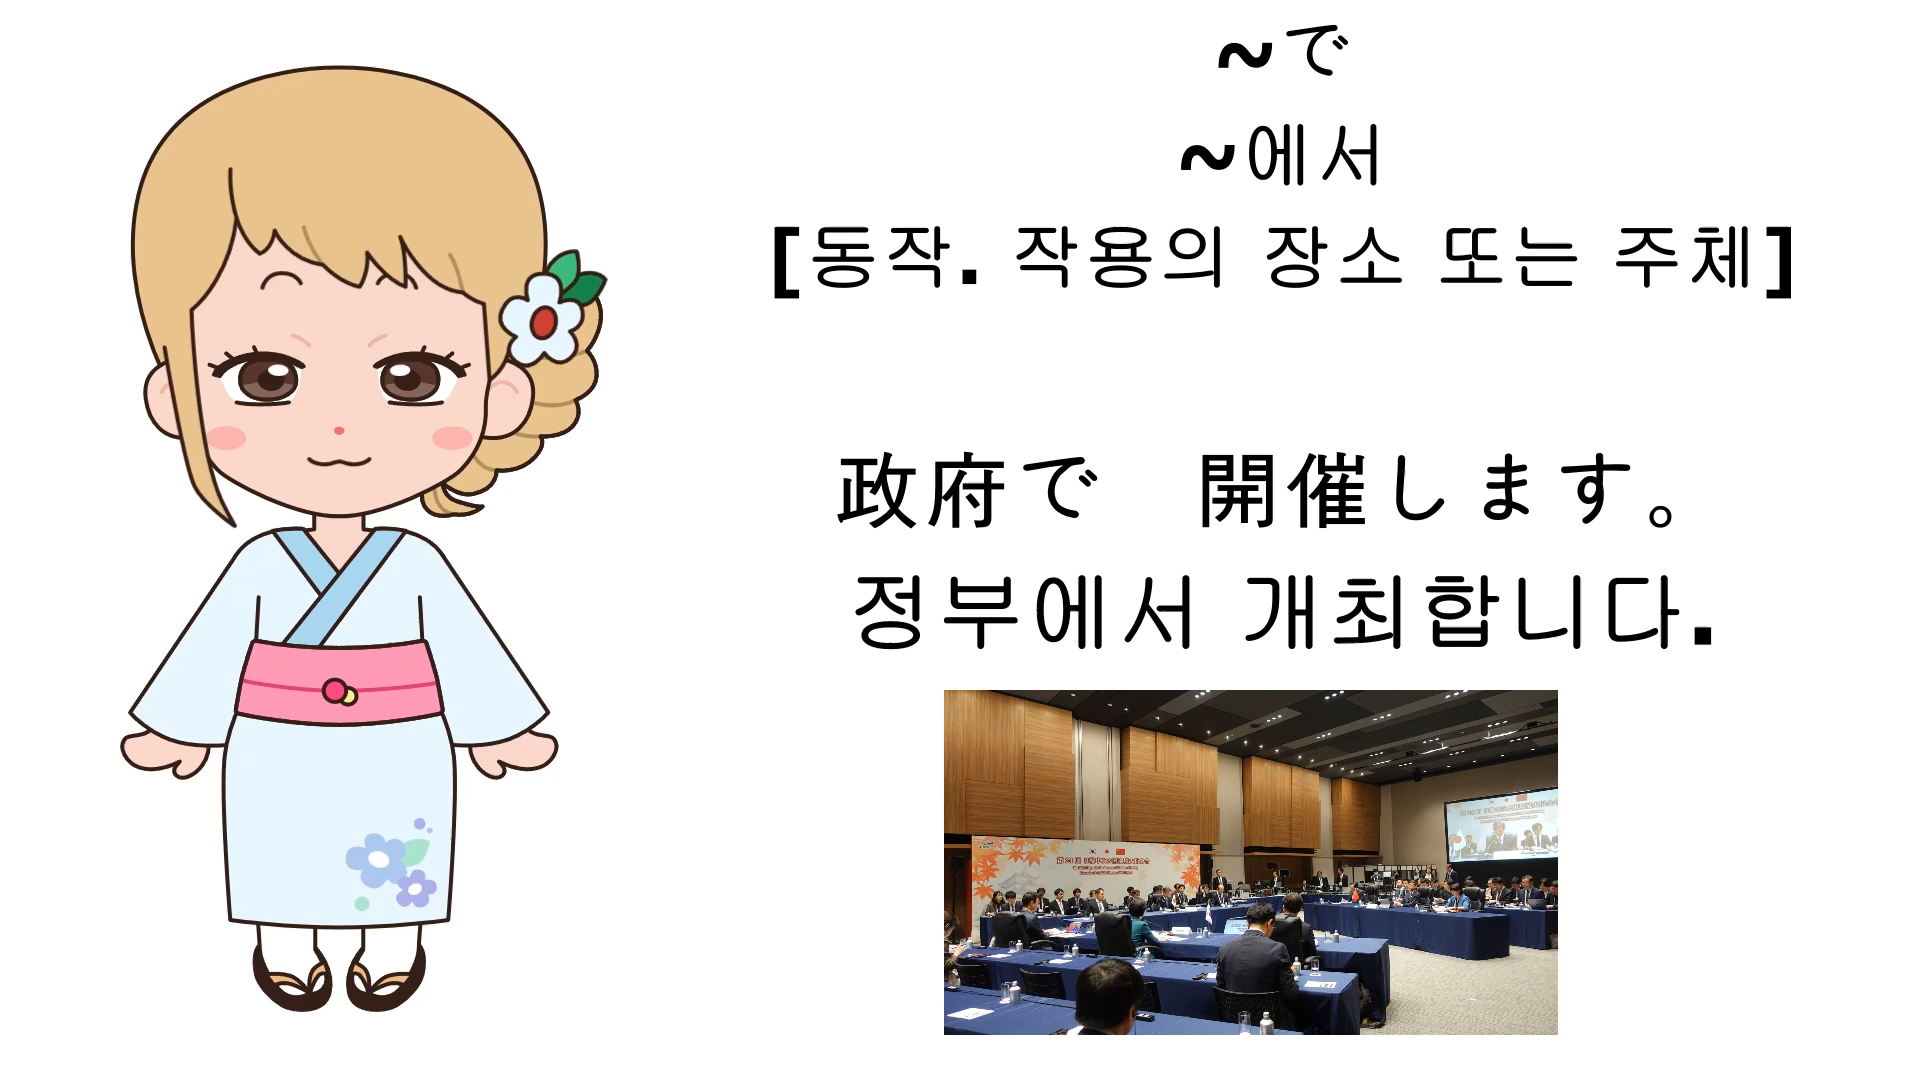 ~で
~에서
[동작. 작용의 장소 또는 주체]
政府で　開催します。
정부에서 개최합니다.